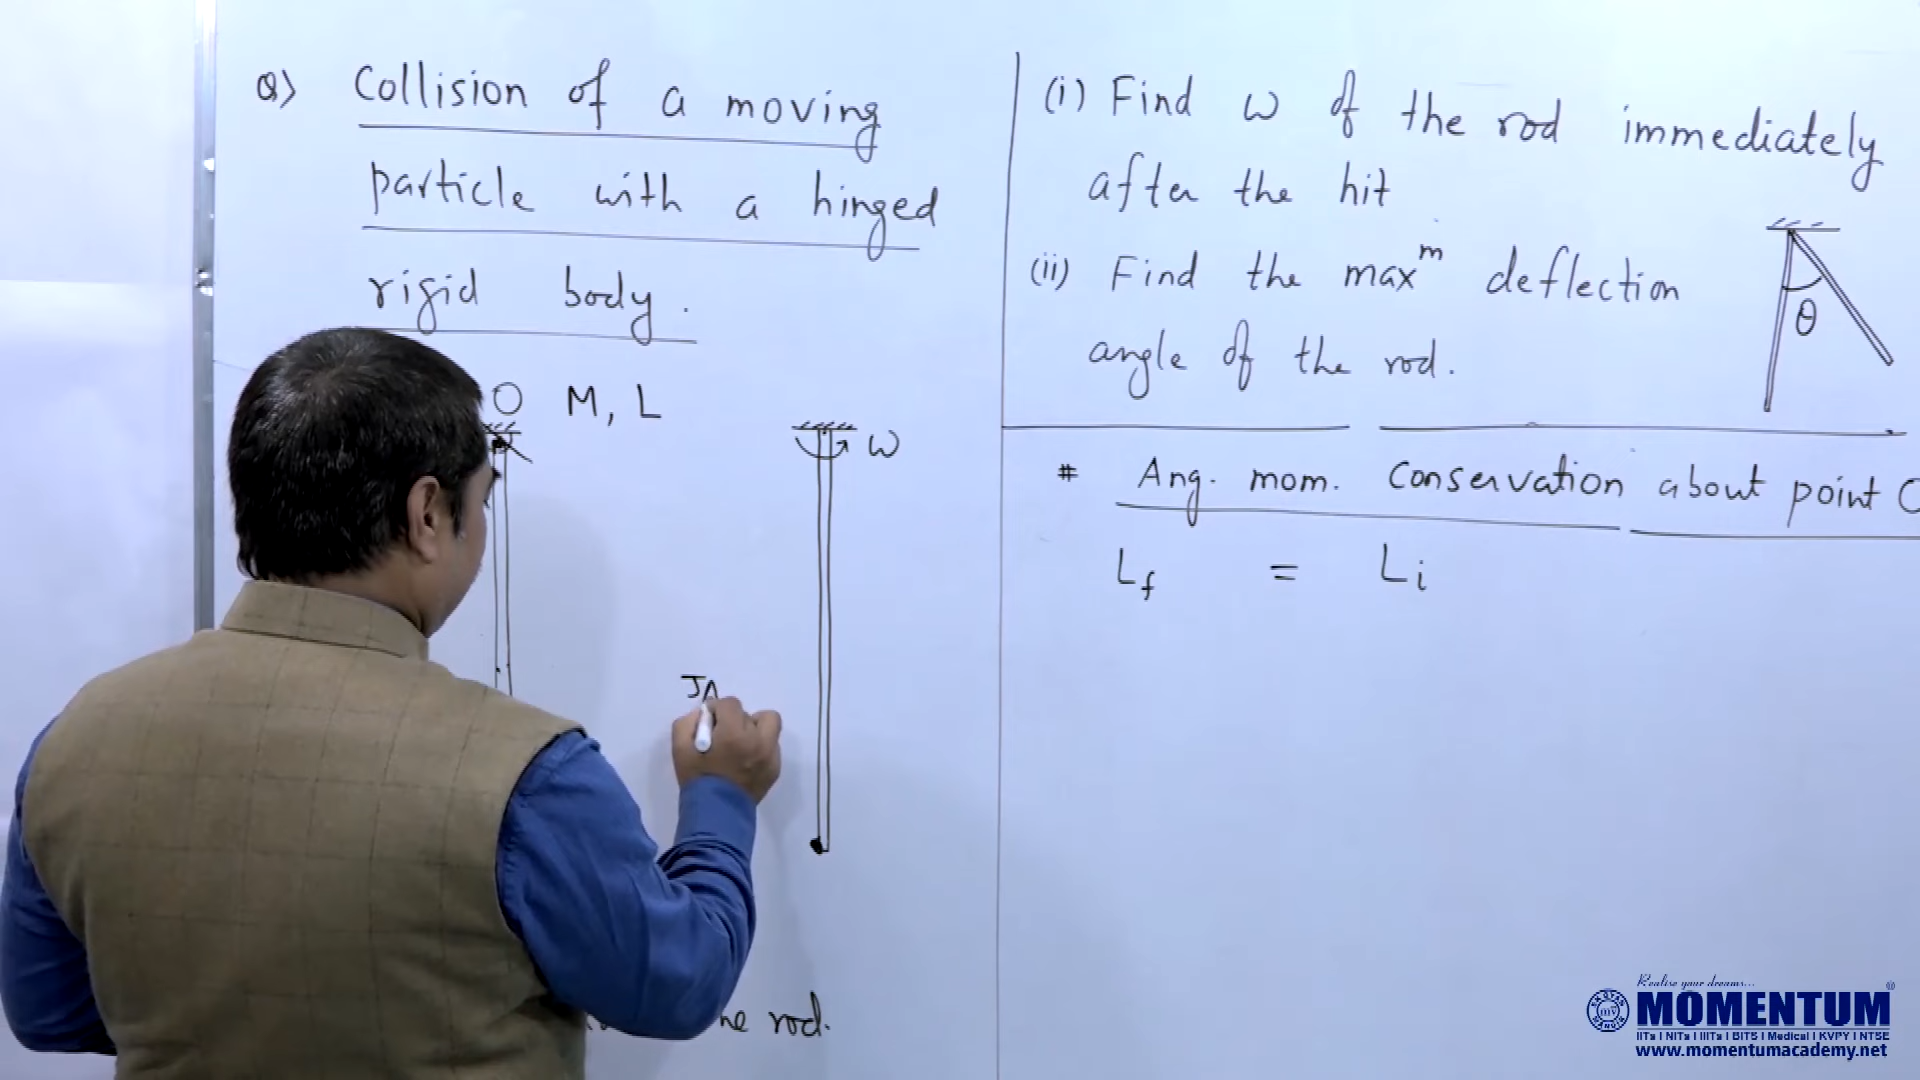 Q> Collision of a moving
particle with a hinged
rigid body.
O M, L
ω
he rod.
(i) Find ω of the rod immediately
after the hit
(ii) Find the maxᵐ deflection
angle of the rod.
θ
# Ang. mom. Conservation about point O
L_f = L_i
Realise your dreams...
MOMENTUM®
IITs | NITs | IIITs | BITS | Medical | KVPY | NTSE
www.momentumacademy.net